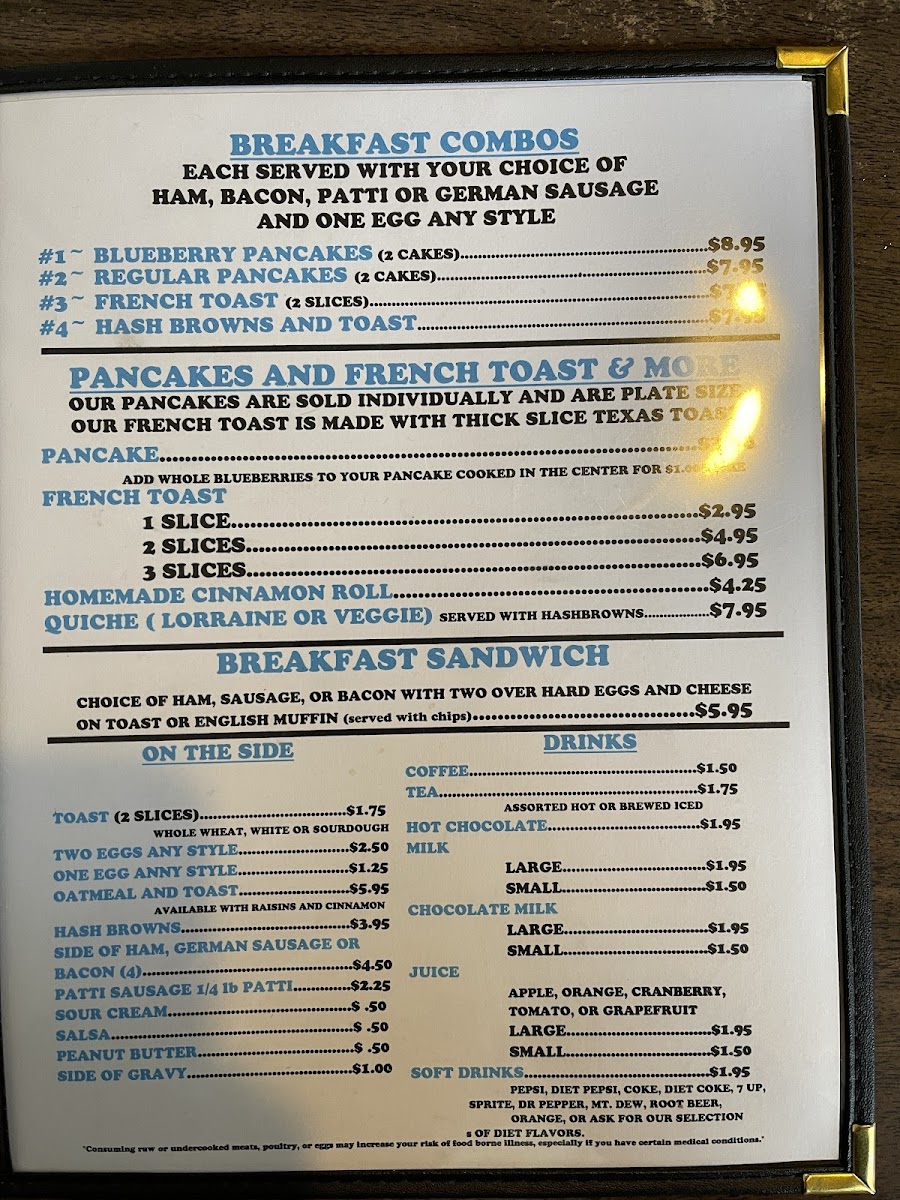 BREAKFAST COMBOS
EACH SERVED WITH YOUR CHOICE OF
HAM, BACON, PATTI OR GERMAN SAUSAGE
AND ONE EGG ANY STYLE
#1~ BLUEBERRY PANCAKES (2 CAKES)...$8.95
#2~ REGULAR PANCAKES (2 CAKES)...$7.95
#3~ FRENCH TOAST (2 SLICES)...
#4~ HASH BROWNS AND TOAST...$7.95
PANCAKES AND FRENCH TOAST & MORE
OUR PANCAKES ARE SOLD INDIVIDUALLY AND ARE PLATE SIZE
OUR FRENCH TOAST IS MADE WITH THICK SLICE TEXAS TOAST
PANCAKE...
ADD WHOLE BLUEBERRIES TO YOUR PANCAKE COOKED IN THE CENTER FOR
FRENCH TOAST
1 SLICE...$2.95
2 SLICES...$4.95
3 SLICES...$6.95
HOMEMADE CINNAMON ROLL...$4.25
QUICHE ( LORRAINE OR VEGGIE) SERVED WITH HASHBROWNS...$7.95
BREAKFAST SANDWICH
CHOICE OF HAM, SAUSAGE, OR BACON WITH TWO OVER HARD EGGS AND CHEESE
ON TOAST OR ENGLISH MUFFIN (served with chips)...$5.95
ON THE SIDE
TOAST (2 SLICES)...$1.75
WHOLE WHEAT, WHITE OR SOURDOUGH
TWO EGGS ANY STYLE...$2.50
ONE EGG ANNY STYLE...$1.25
OATMEAL AND TOAST...$5.95
AVAILABLE WITH RAISINS AND CINNAMON
HASH BROWNS...$3.95
SIDE OF HAM, GERMAN SAUSAGE OR
BACON (4)...$4.50
PATTI SAUSAGE 1/4 lb PATTI...$2.25
SOUR CREAM...$ .50
SALSA...$ .50
PEANUT BUTTER...$ .50
SIDE OF GRAVY...$1.00
DRINKS
COFFEE...$1.50
TEA...$1.75
ASSORTED HOT OR BREWED ICED
HOT CHOCOLATE...$1.95
MILK
LARGE...$1.95
SMALL...$1.50
CHOCOLATE MILK
LARGE...$1.95
SMALL...$1.50
JUICE
APPLE, ORANGE, CRANBERRY,
TOMATO, OR GRAPEFRUIT
LARGE...$1.95
SMALL...$1.50
SOFT DRINKS...$1.95
PEPSI, DIET PEPSI, COKE, DIET COKE, 7 UP,
SPRITE, DR PEPPER, MT. DEW, ROOT BEER,
ORANGE, OR ASK FOR OUR SELECTION
s OF DIET FLAVORS.
"Consuming raw or undercooked meats, poultry, or eggs may increase your risk of food borne illness, especially if you have certain medical conditions."